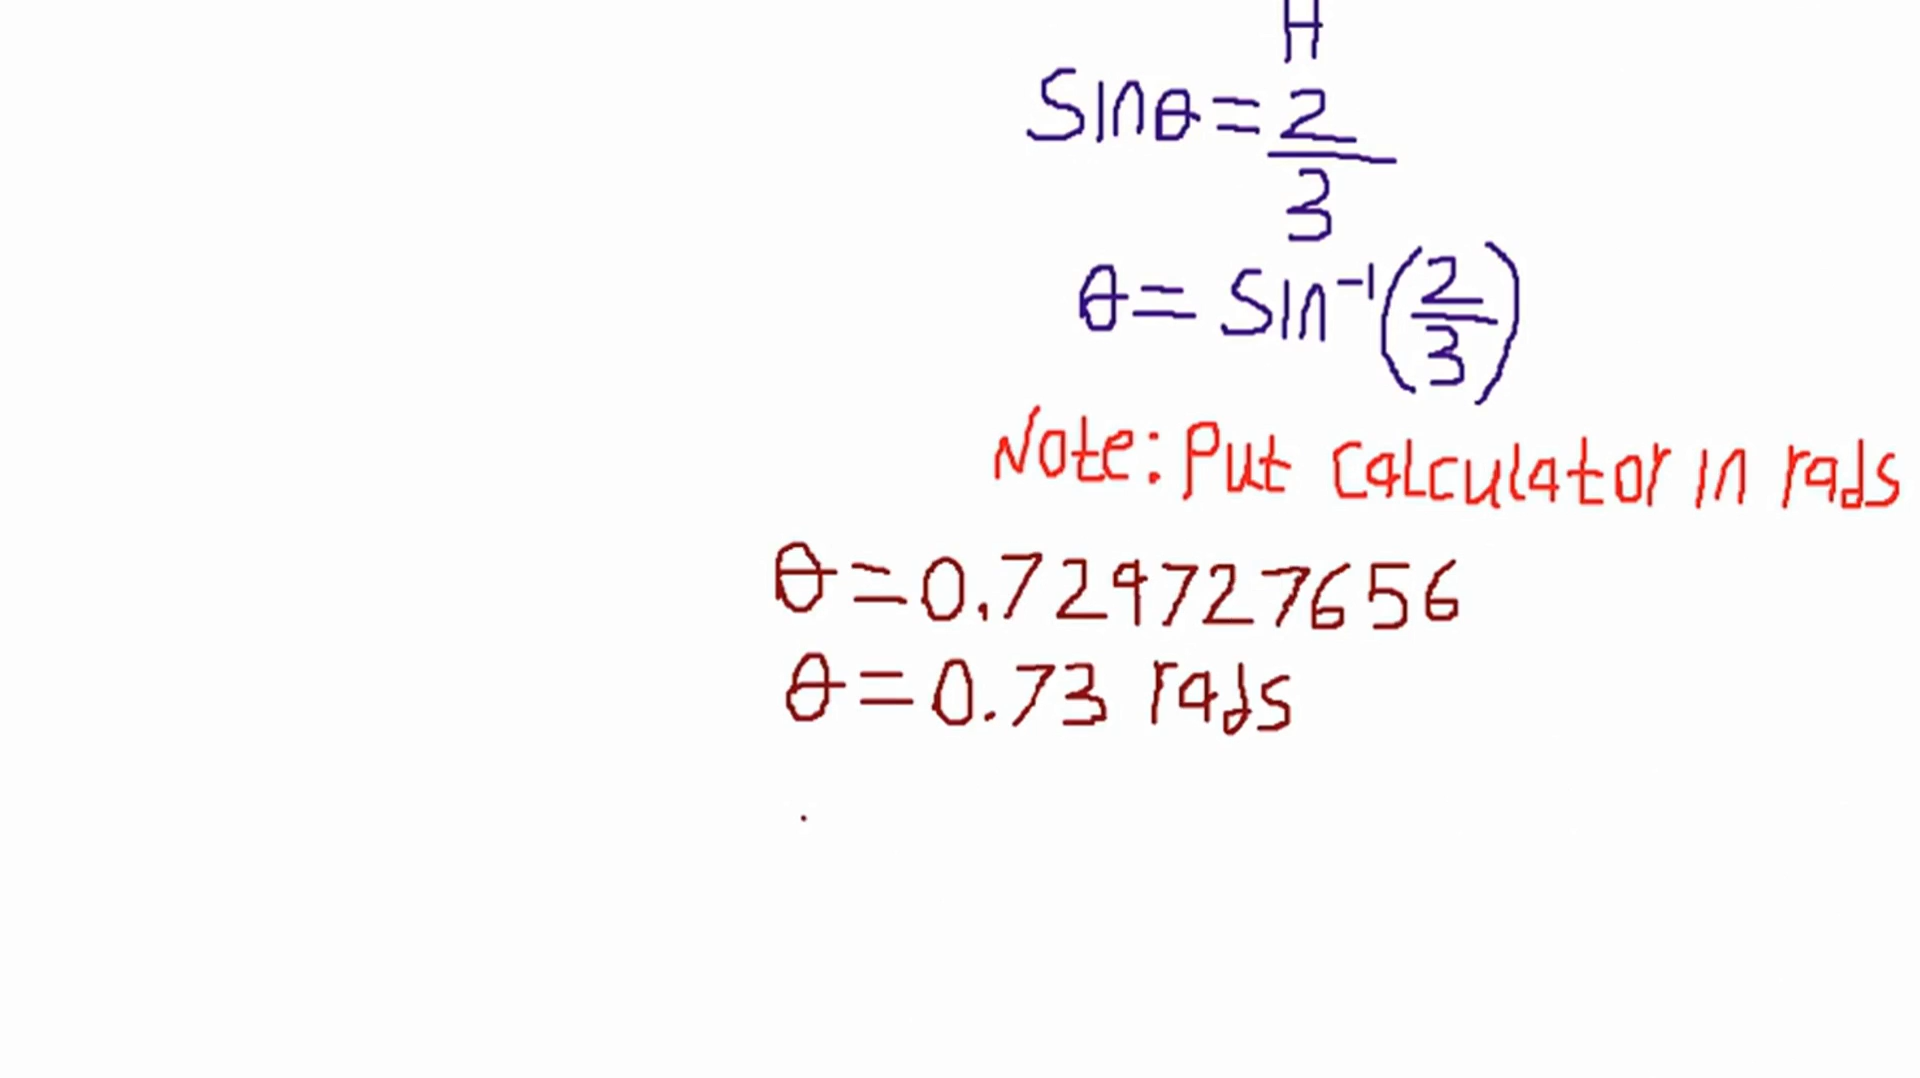 H
Sinθ = 2/3
θ = Sin⁻¹(2/3)
Note: Put calculator in rads
θ = 0.729727656
θ = 0.73 rads